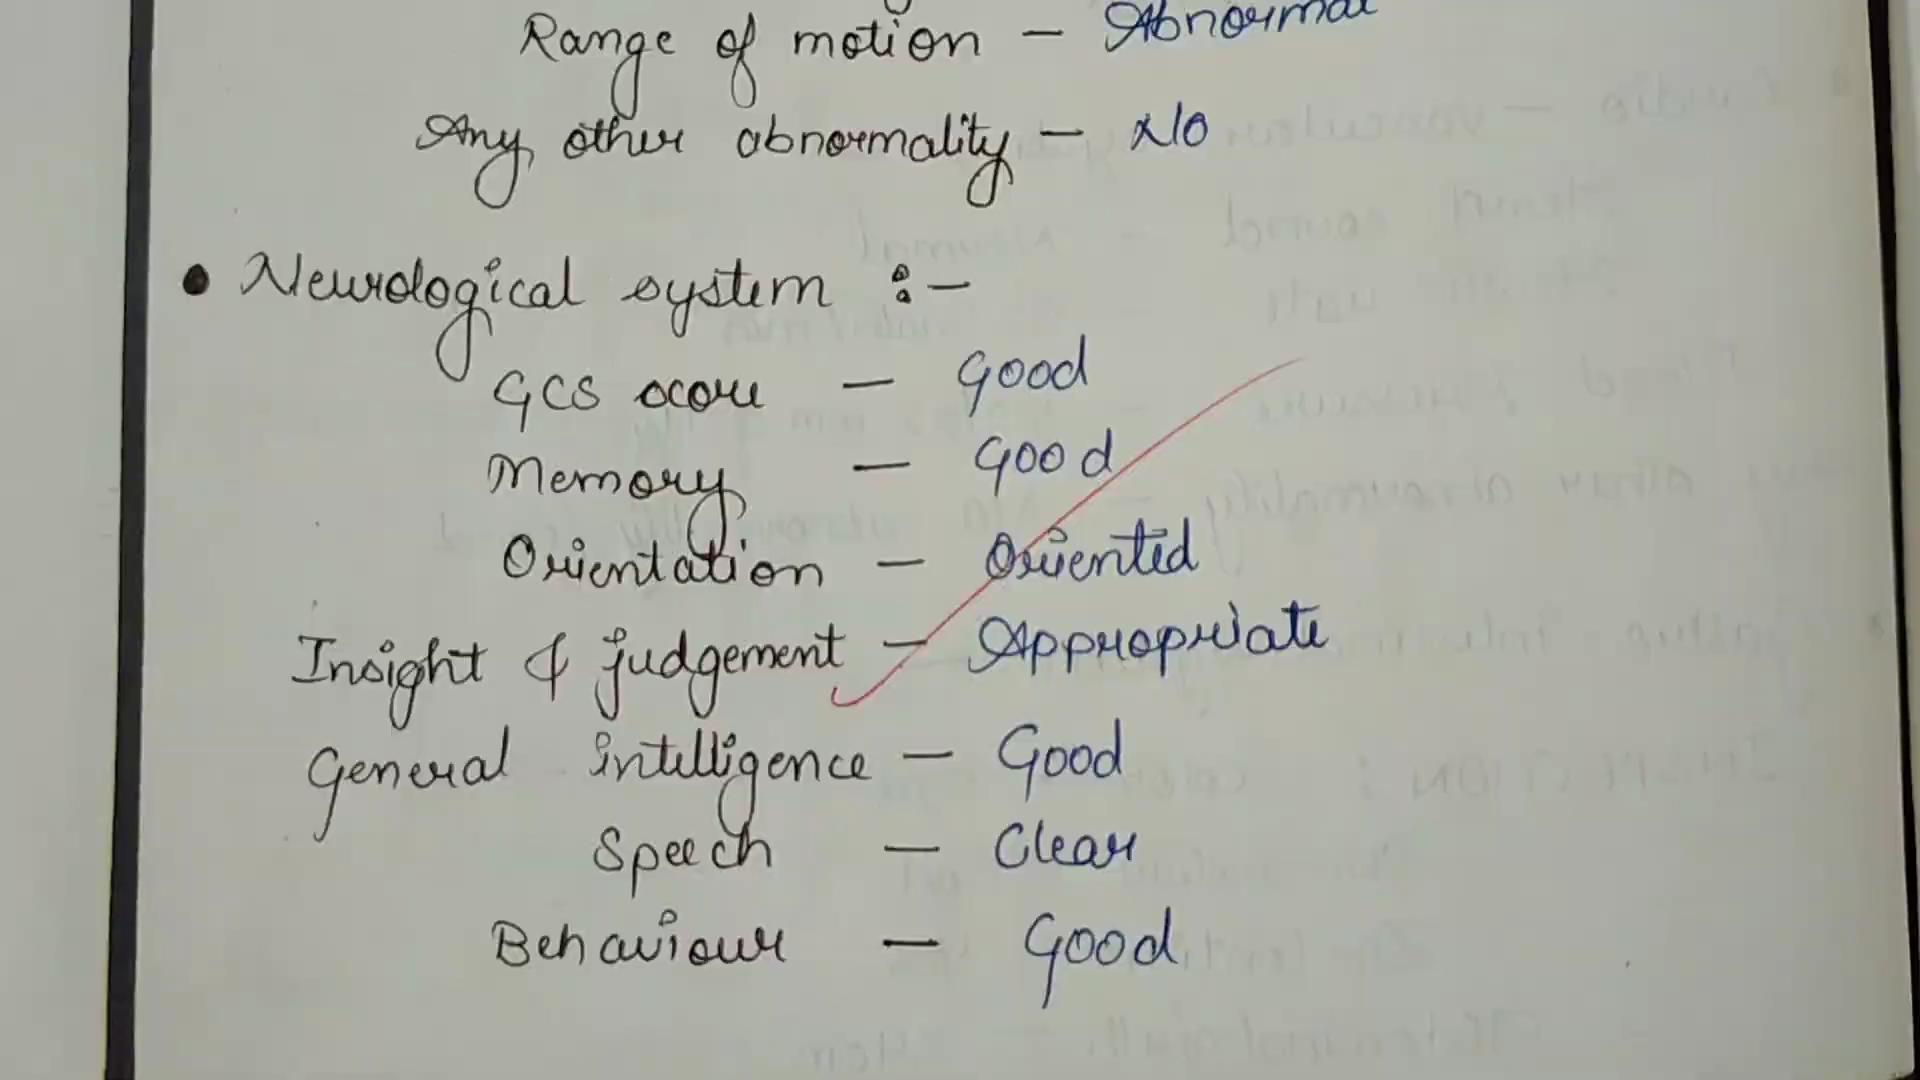 Range of motion - Abnormal
Any other abnormality - No
• Neurological system :-
GCS score - Good
Memory - Good
Orientation - Oriented
Insight & judgement - Appropriate
General intelligence - Good
Speech - Clear
Behaviour - Good